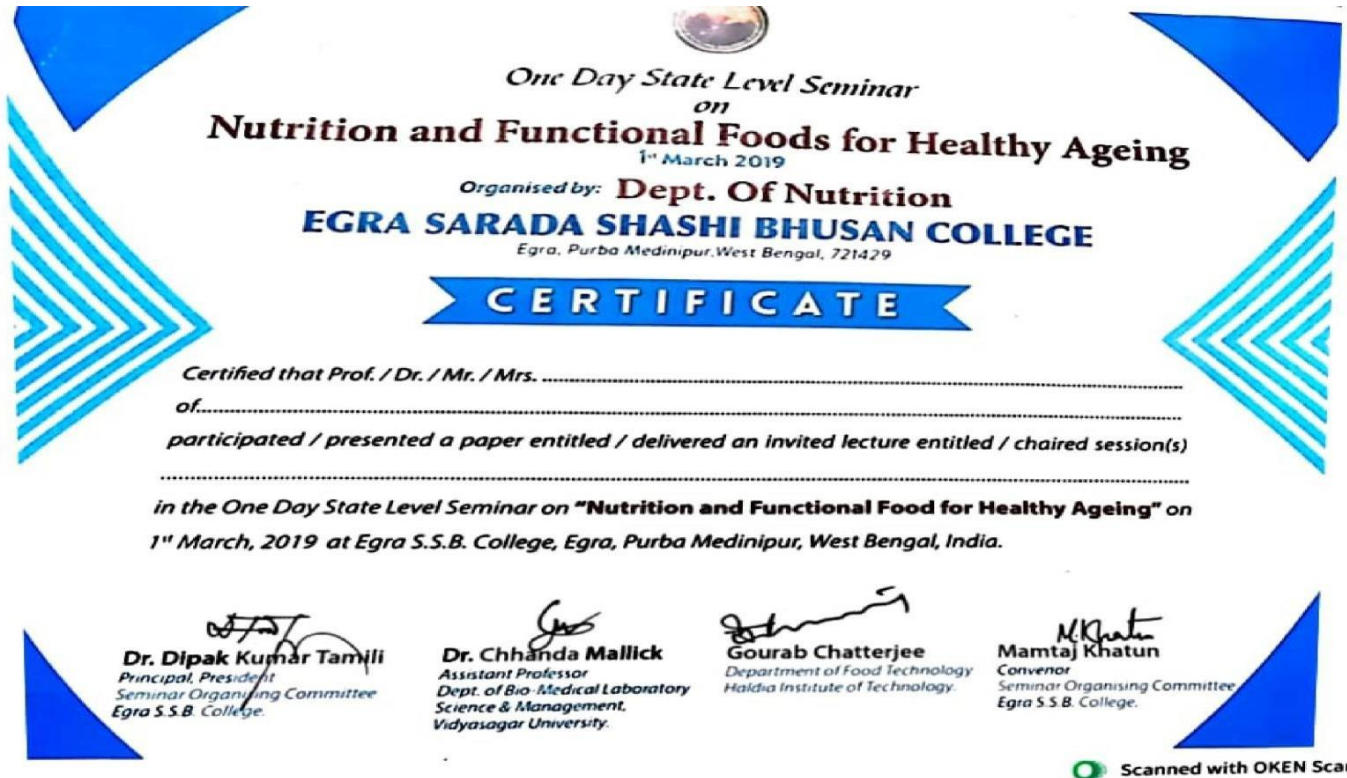 One Day State Level Seminar
on
Nutrition and Functional Foods for Healthy Ageing
1st March 2019
Organised by: Dept. Of Nutrition
EGRA SARADA SHASHI BHUSAN COLLEGE
Egra, Purba Medinipur, West Bengal, 721429
CERTIFICATE
Certified that Prof. / Dr. / Mr. / Mrs. ....................
of....................
participated / presented a paper entitled / delivered an invited lecture entitled / chaired session(s)
....................
in the One Day State Level Seminar on "Nutrition and Functional Food for Healthy Ageing" on
1st March, 2019 at Egra S.S.B. College, Egra, Purba Medinipur, West Bengal, India.
Dr. Dipak Kumar Tamili
Principal, President
Seminar Organising Committee
Egra S.S.B. College.
Dr. Chhanda Mallick
Assistant Professor
Dept. of Bio-Medical Laboratory
Science & Management,
Vidyasagar University.
Gourab Chatterjee
Department of Food Technology
Haldia Institute of Technology.
M.Khatun
Mamtaj Khatun
Convenor
Seminar Organising Committee
Egra S.S.B. College.
Scanned with OKEN Scan